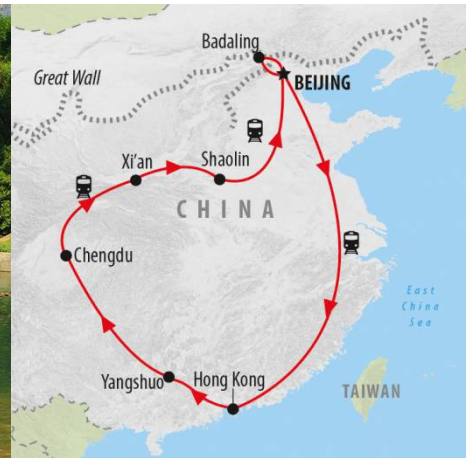 Badaling
Great Wall
BEIJING
Xi'an
Shaolin
CHINA
Chengdu
East
China
Sea
Yangshuo
Hong Kong
TAIWAN